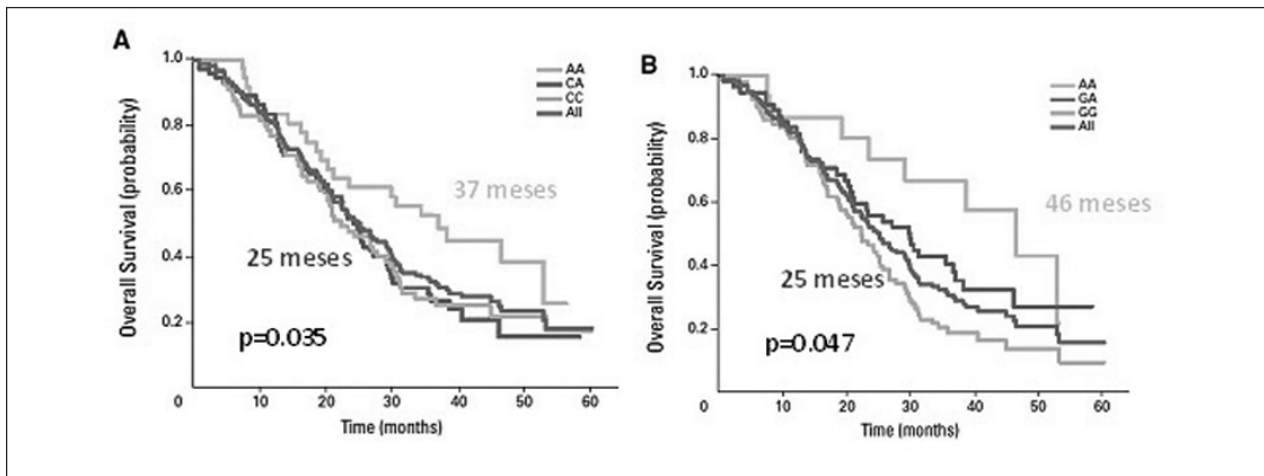 A
1.0
0.8
0.6
0.4
0.2
0
10
20
30
40
50
60
Overall Survival (probability)
Time (months)
AA
CA
CC
All
37 meses
25 meses
p=0.035
B
1.0
0.8
0.6
0.4
0.2
0
10
20
30
40
50
60
Overall Survival (probability)
Time (months)
AA
GA
GG
All
46 meses
25 meses
p=0.047